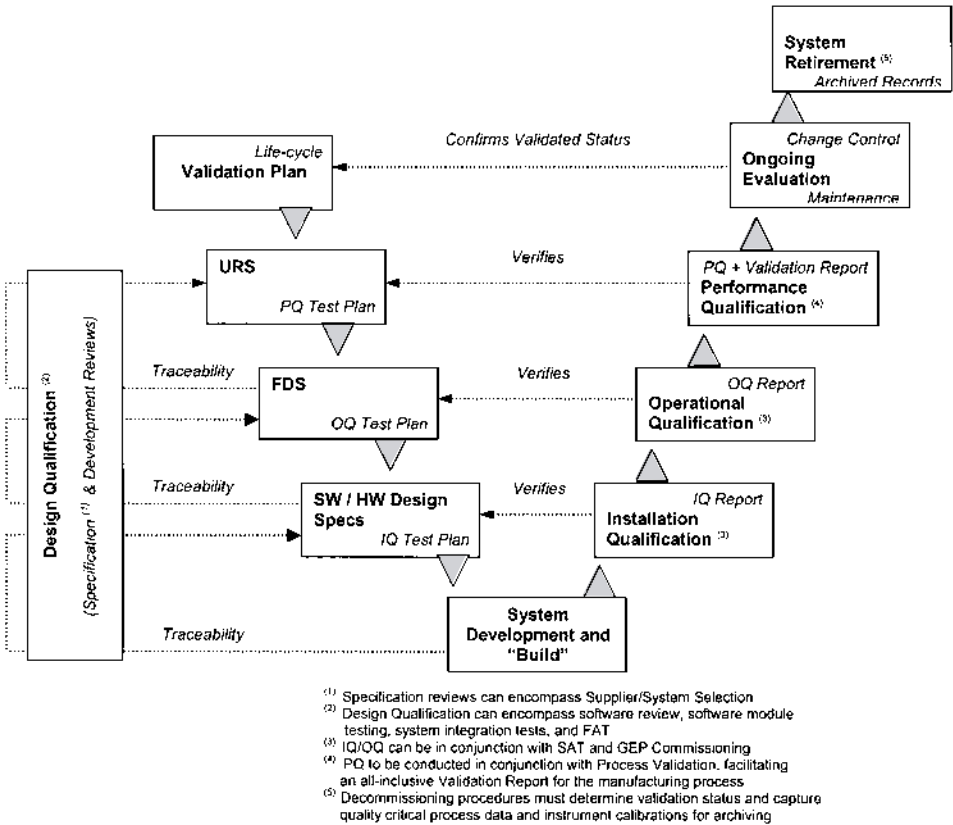 System
Retirement (5)
Archived Records
Confirms Validated Status
Change Control
Ongoing
Evaluation
Maintenance
Life-cycle
Validation Plan
URS
PQ Test Plan
Verifies
PQ + Validation Report
Performance
Qualification (4)
Design Qualification (2)
(Specification (1) & Development Reviews)
Traceability
FDS
OQ Test Plan
Verifies
OQ Report
Operational
Qualification (3)
Traceability
SW / HW Design
Specs
IQ Test Plan
Verifies
IQ Report
Installation
Qualification (3)
Traceability
System
Development and
"Build"
(1) Specification reviews can encompass Supplier/System Selection
(2) Design Qualification can encompass software review, software module
testing, system integration tests, and FAT
(3) IQ/OQ can be in conjunction with SAT and GEP Commissioning
(4) PQ to be conducted in conjunction with Process Validation, facilitating
an all-inclusive Validation Report for the manufacturing process
(5) Decommissioning procedures must determine validation status and capture
quality critical process data and instrument calibrations for archiving